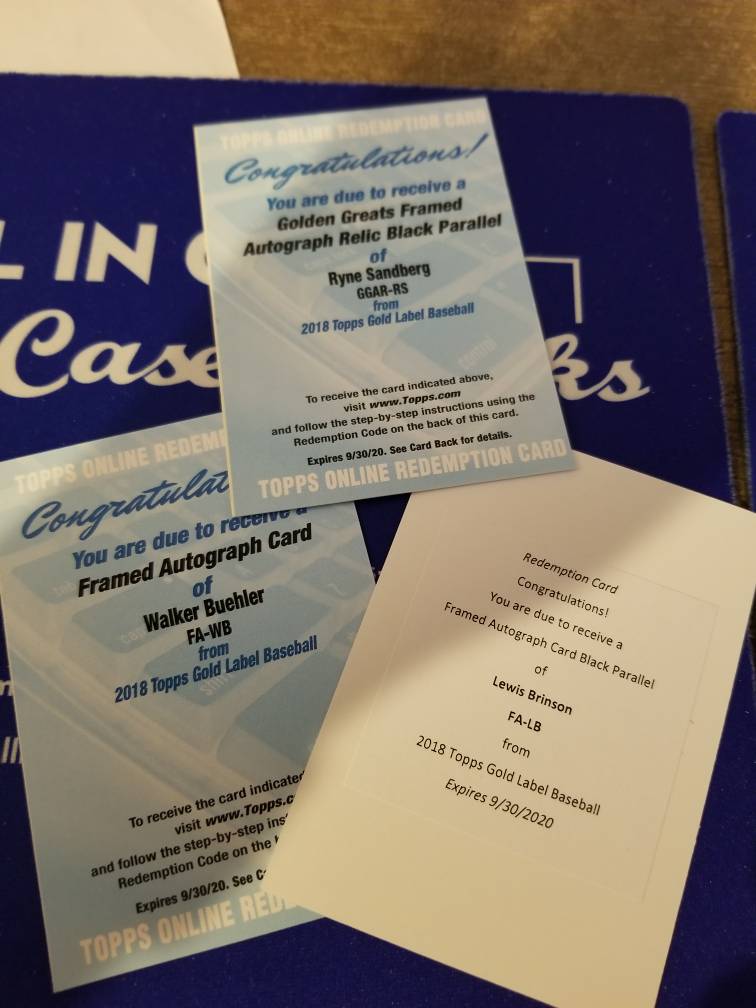 L IN
Case
ks
TOPPS ONLINE REDEMPTION CARD
Congratulations!
You are due to receive a
Golden Greats Framed
Autograph Relic Black Parallel
of
Ryne Sandberg
GGAR-RS
from
2018 Topps Gold Label Baseball
To receive the card indicated above,
visit www.Topps.com
and follow the step-by-step instructions using the
Redemption Code on the back of this card.
Expires 9/30/20. See Card Back for details.
TOPPS ONLINE REDEMPTION CARD
TOPPS ONLINE REDEM
Congratulat
You are due to receive a
Framed Autograph Card
of
Walker Buehler
FA-WB
from
2018 Topps Gold Label Baseball
To receive the card indicated
visit www.Topps.c
and follow the step-by-step ins
Redemption Code on the
Expires 9/30/20. See C
TOPPS ONLINE RED
Redemption Card
Congratulations!
You are due to receive a
Framed Autograph Card Black Parallel
of
Lewis Brinson
FA-LB
from
2018 Topps Gold Label Baseball
Expires 9/30/2020